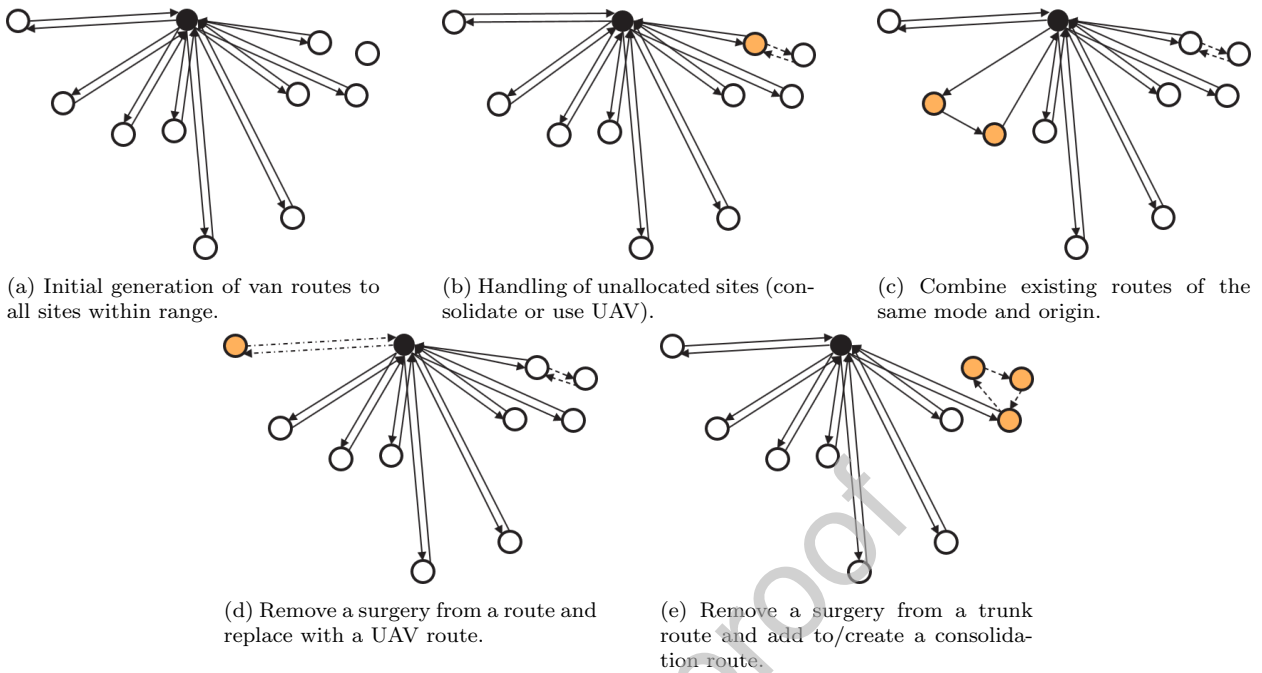 (a) Initial generation of van routes to
all sites within range.
(b) Handling of unallocated sites (con-
solidate or use UAV).
(c) Combine existing routes of the
same mode and origin.
(d) Remove a surgery from a route and
replace with a UAV route.
(e) Remove a surgery from a trunk
route and add to/create a consolida-
tion route.
proof